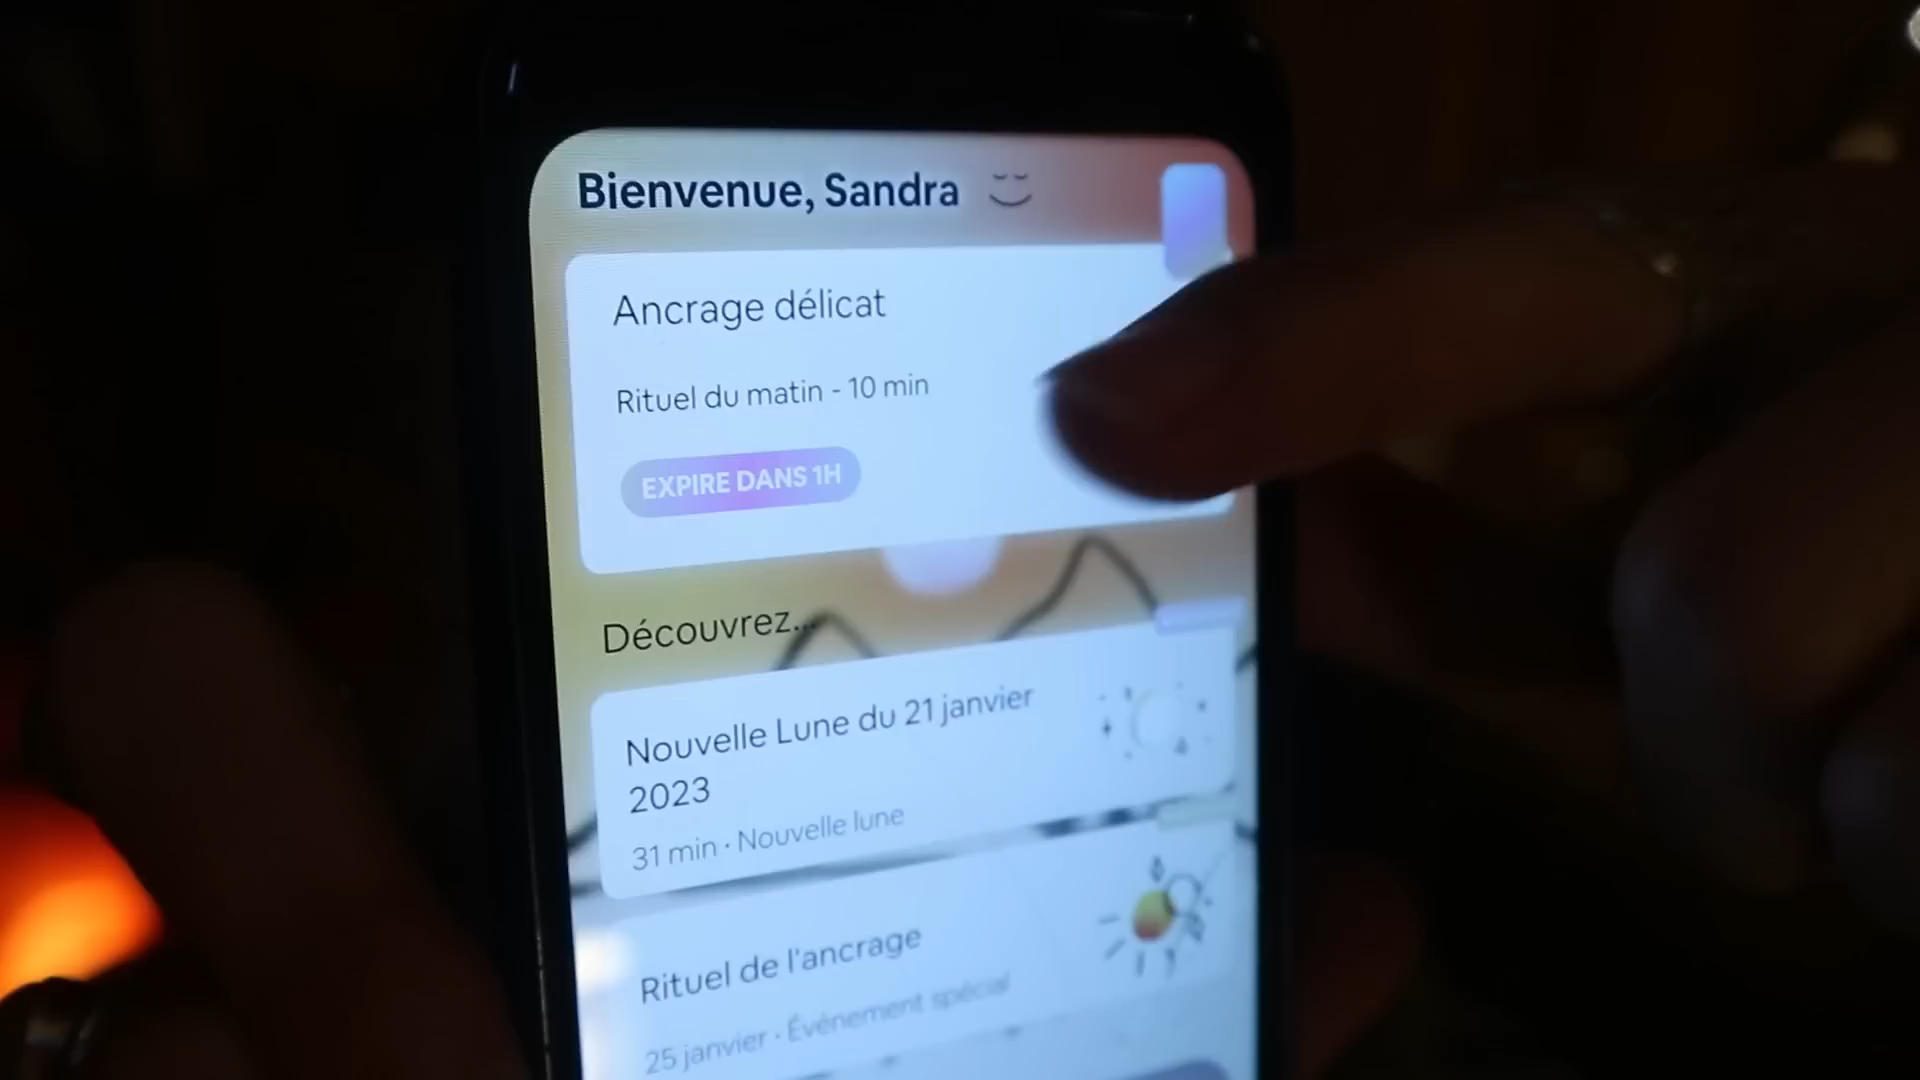 Bienvenue, Sandra
Ancrage délicat
Rituel du matin - 10 min
EXPIRE DANS 1H
Découvrez...
Nouvelle Lune du 21 janvier
2023
31 min · Nouvelle lune
Rituel de l'ancrage
25 janvier · Événement spécial